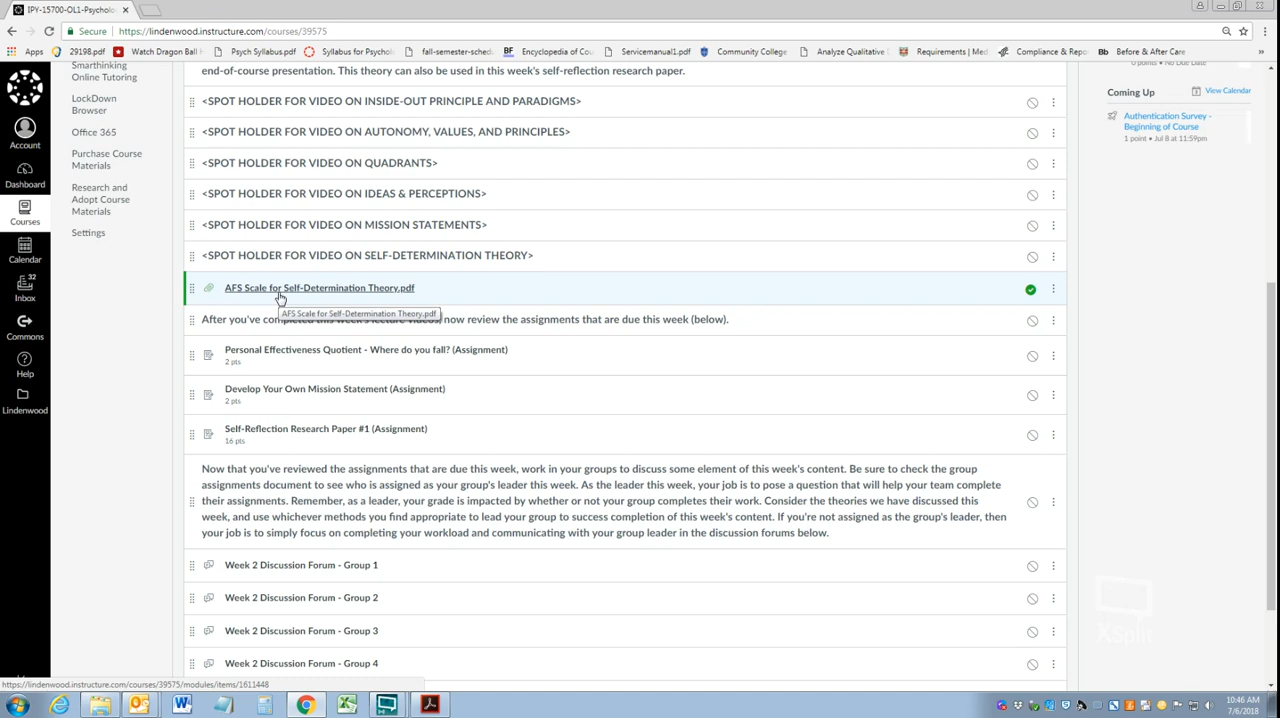 IPY-15700-OL1-Psycholo
Secure
https://lindenwood.instructure.com/courses/39575
Apps
29198.pdf
Watch Dragon Ball
Psych Syllabus.pdf
Syllabus for Psychol
fall-semester-sched
BF Encyclopedia of Cou
Servicemanual1.pdf
Community College
Analyze Qualitative
Requirements | Med
Compliance & Repo
Bb Before & After Care
»
Account
Dashboard
Courses
Calendar
32
Inbox
Commons
Help
Lindenwood
Smarthinking
Online Tutoring
LockDown
Browser
Office 365
Purchase Course
Materials
Research and
Adopt Course
Materials
Settings
end-of-course presentation. This theory can also be used in this week's self-reflection research paper.
<SPOT HOLDER FOR VIDEO ON INSIDE-OUT PRINCIPLE AND PARADIGMS>
<SPOT HOLDER FOR VIDEO ON AUTONOMY, VALUES, AND PRINCIPLES>
<SPOT HOLDER FOR VIDEO ON QUADRANTS>
<SPOT HOLDER FOR VIDEO ON IDEAS & PERCEPTIONS>
<SPOT HOLDER FOR VIDEO ON MISSION STATEMENTS>
<SPOT HOLDER FOR VIDEO ON SELF-DETERMINATION THEORY>
AFS Scale for Self-Determination Theory.pdf
AFS Scale for Self-Determination Theory.pdf
After you've completed this week's lecture videos, now review the assignments that are due this week (below).
Personal Effectiveness Quotient - Where do you fall? (Assignment)
2 pts
Develop Your Own Mission Statement (Assignment)
2 pts
Self-Reflection Research Paper #1 (Assignment)
16 pts
Now that you've reviewed the assignments that are due this week, work in your groups to discuss some element of this week's content. Be sure to check the group
assignments document to see who is assigned as your group's leader this week. As the leader this week, your job is to pose a question that will help your team complete
their assignments. Remember, as a leader, your grade is impacted by whether or not your group completes their work. Consider the theories we have discussed this
week, and use whichever methods you find appropriate to lead your group to success completion of this week's content. If you're not assigned as the group's leader, then
your job is to simply focus on completing your workload and communicating with your group leader in the discussion forums below.
Week 2 Discussion Forum - Group 1
Week 2 Discussion Forum - Group 2
Week 2 Discussion Forum - Group 3
Week 2 Discussion Forum - Group 4
0 points • No Due Date
Coming Up
View Calendar
Authentication Survey -
Beginning of Course
1 point • Jul 8 at 11:59pm
XSplit
https://lindenwood.instructure.com/courses/39575/modules/items/1611448
10:46 AM
7/6/2018